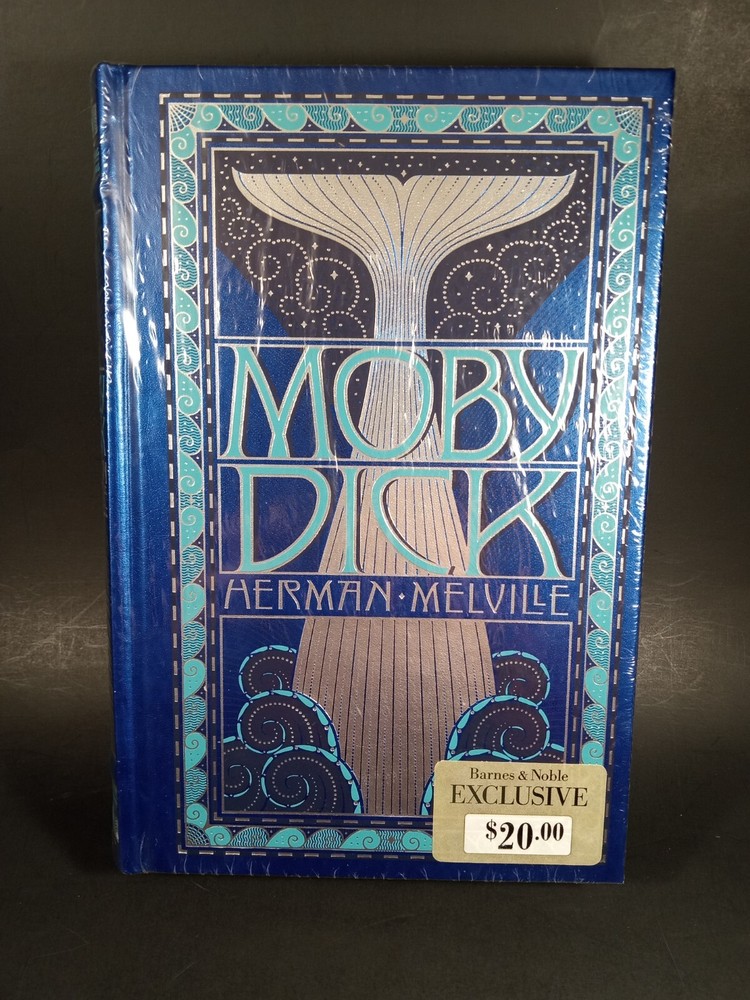 MOBY
DICK
HERMAN • MELVILLE
Barnes & Noble
EXCLUSIVE
$20.00